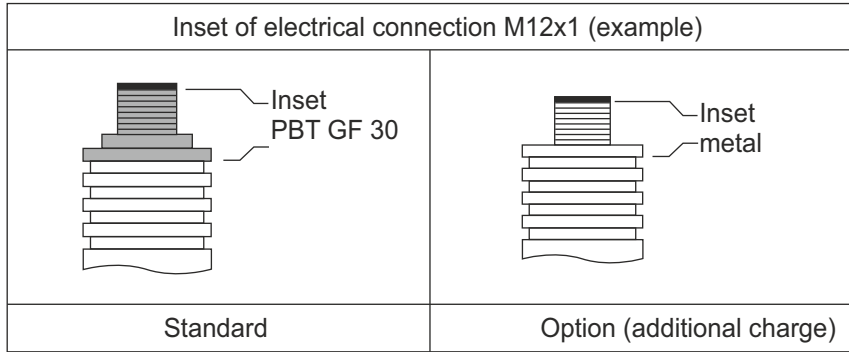 Inset of electrical connection M12x1 (example)
Inset
PBT GF 30
Inset
metal
Standard
Option (additional charge)